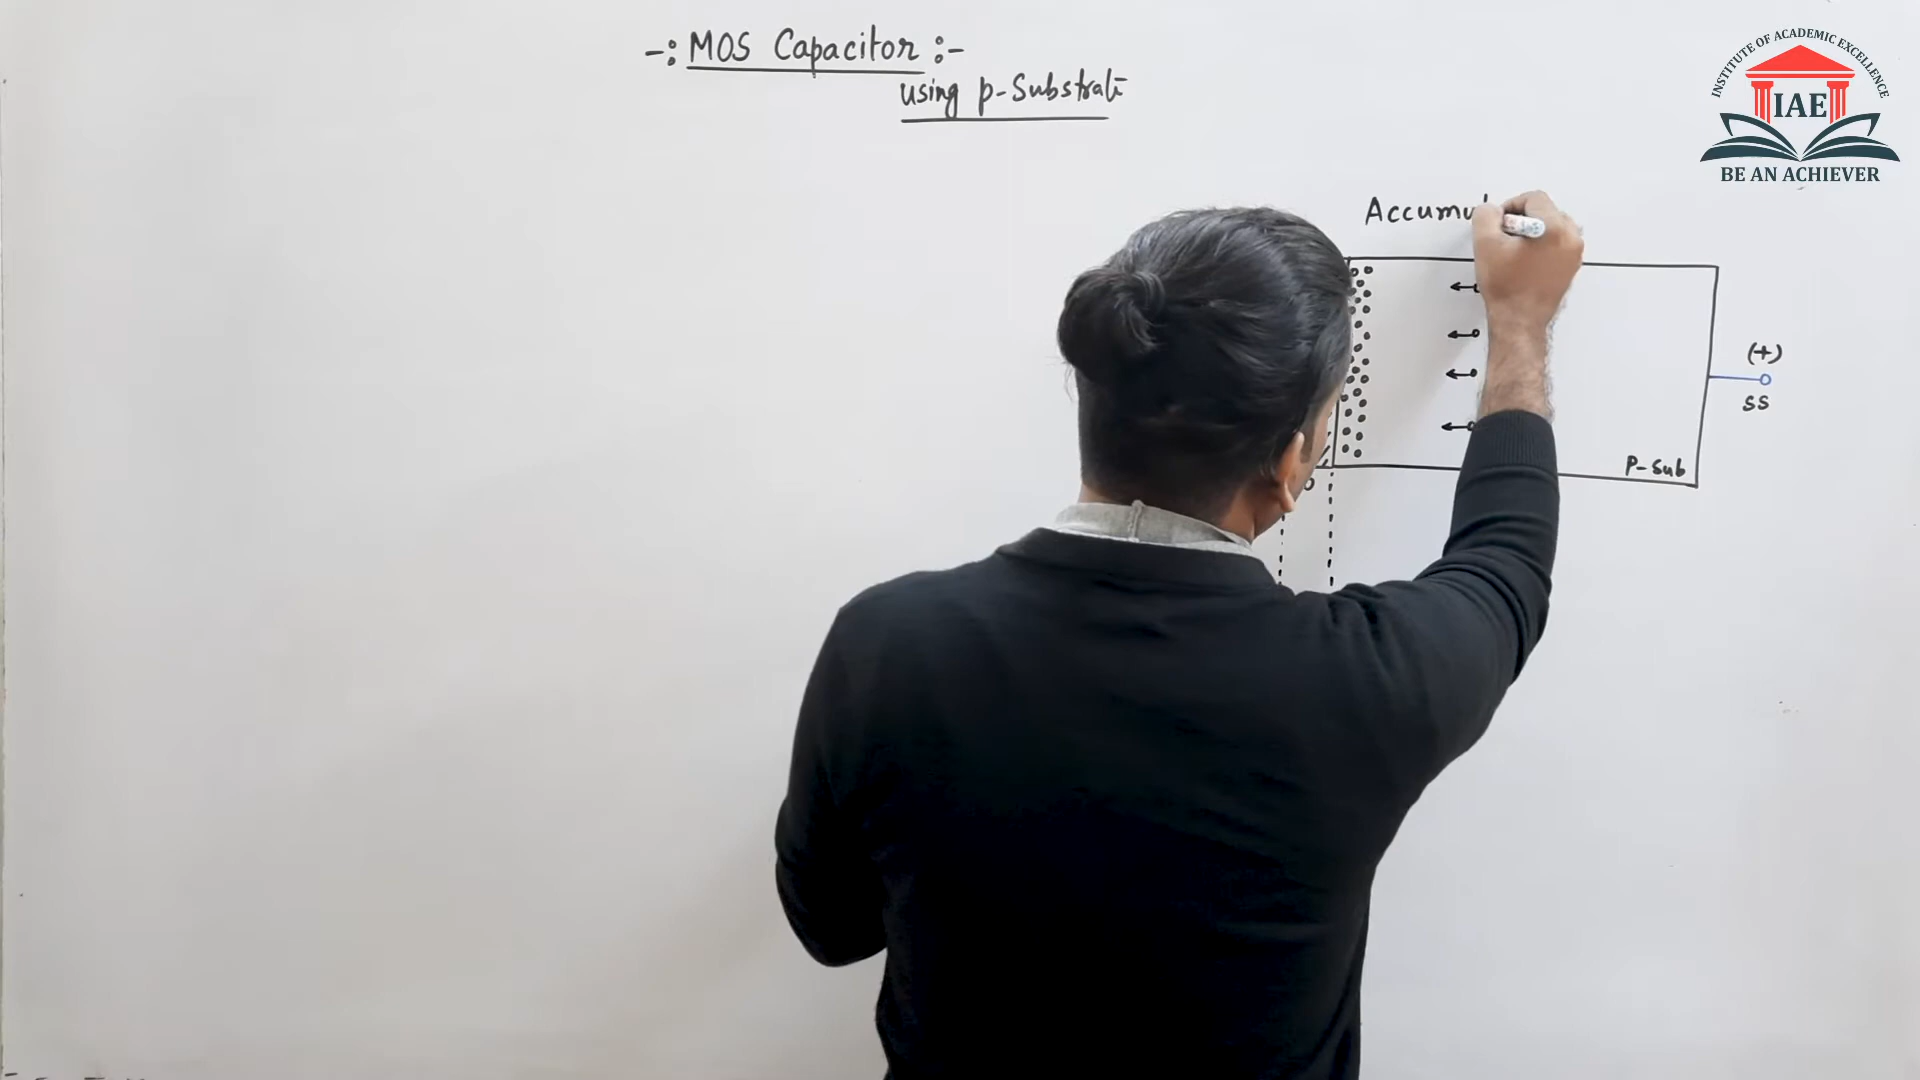 -: MOS Capacitor :-
using p-Substrate
INSTITUTE OF ACADEMIC EXCELLENCE
IAE
BE AN ACHIEVER
Accumu
(+)
SS
P-Sub